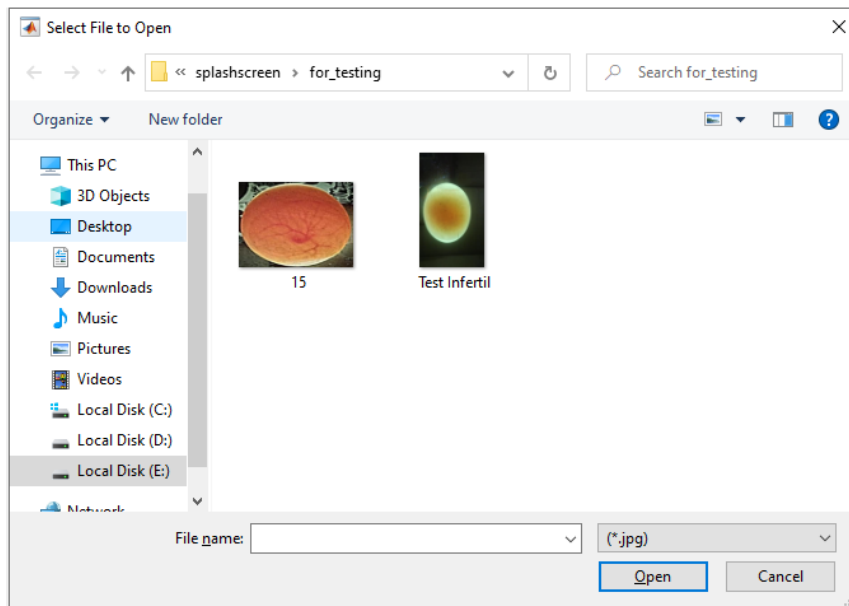 Select File to Open
« splashscreen › for_testing
Search for_testing
Organize
New folder
This PC
3D Objects
Desktop
Documents
Downloads
Music
Pictures
Videos
Local Disk (C:)
Local Disk (D:)
Local Disk (E:)
Network
15
Test Infertil
File name:
(*.jpg)
Open
Cancel